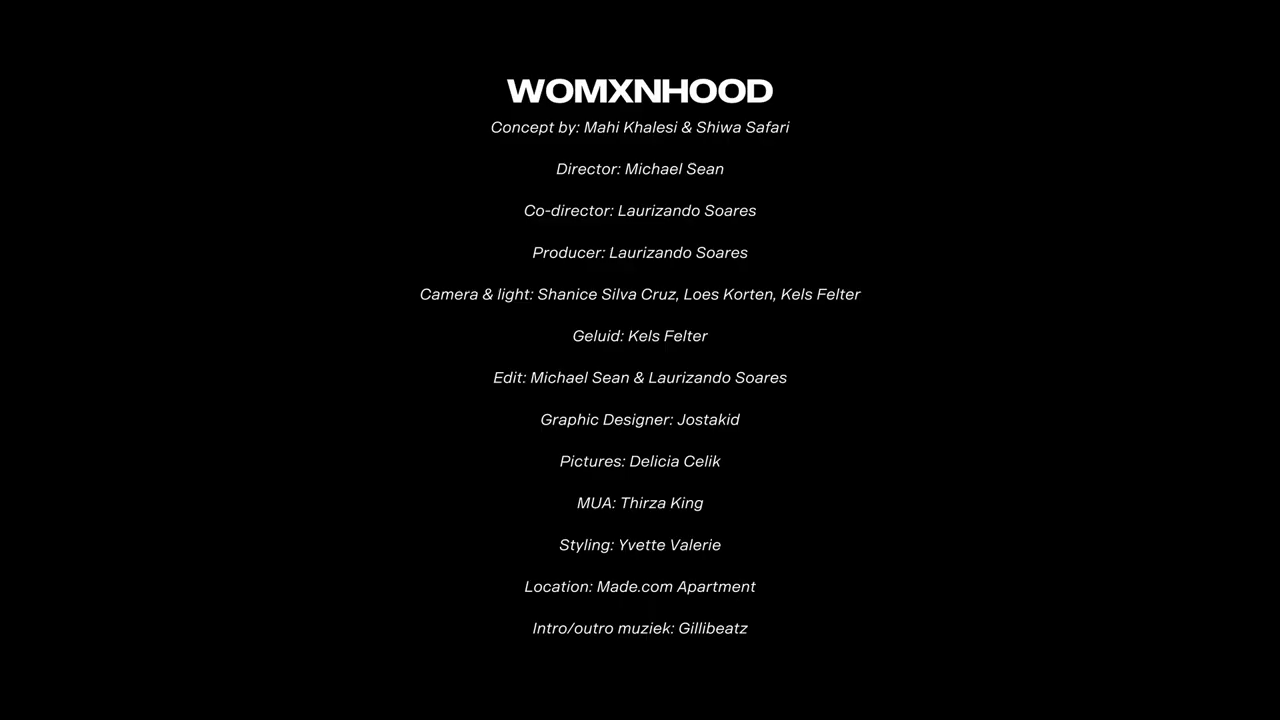 WOMXNHOOD
Concept by: Mahi Khalesi & Shiwa Safari
Director: Michael Sean
Co-director: Laurizando Soares
Producer: Laurizando Soares
Camera & light: Shanice Silva Cruz, Loes Korten, Kels Felter
Geluid: Kels Felter
Edit: Michael Sean & Laurizando Soares
Graphic Designer: Jostakid
Pictures: Delicia Celik
MUA: Thirza King
Styling: Yvette Valerie
Location: Made.com Apartment
Intro/outro muziek: Gillibeatz